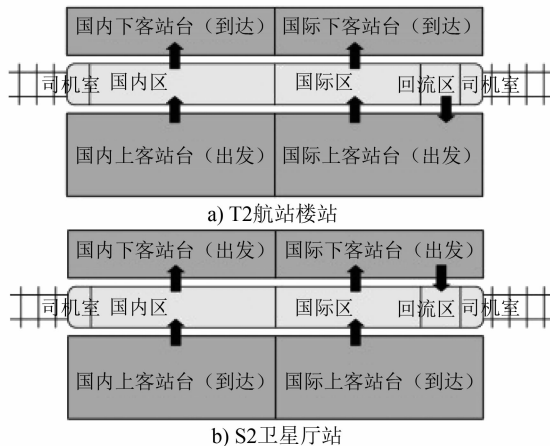 国内下客站台（到达） 国际下客站台（到达）
司机室 国内区 国际区 回流区 司机室
国内上客站台（出发） 国际上客站台（出发）
a) T2航站楼站
国内下客站台（出发） 国际下客站台（出发）
司机室 国内区 国际区 回流区 司机室
国内上客站台（到达） 国际上客站台（到达）
b) S2卫星厅站